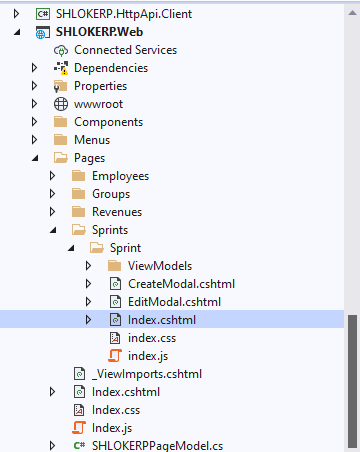 SHLOKERP.HttpApi.Client
SHLOKERP.Web
Connected Services
Dependencies
Properties
wwwroot
Components
Menus
Pages
Employees
Groups
Revenues
Sprints
Sprint
ViewModels
CreateModal.cshtml
EditModal.cshtml
Index.cshtml
index.css
index.js
_ViewImports.cshtml
Index.cshtml
Index.css
Index.js
C# SHLOKERPPageModel.cs